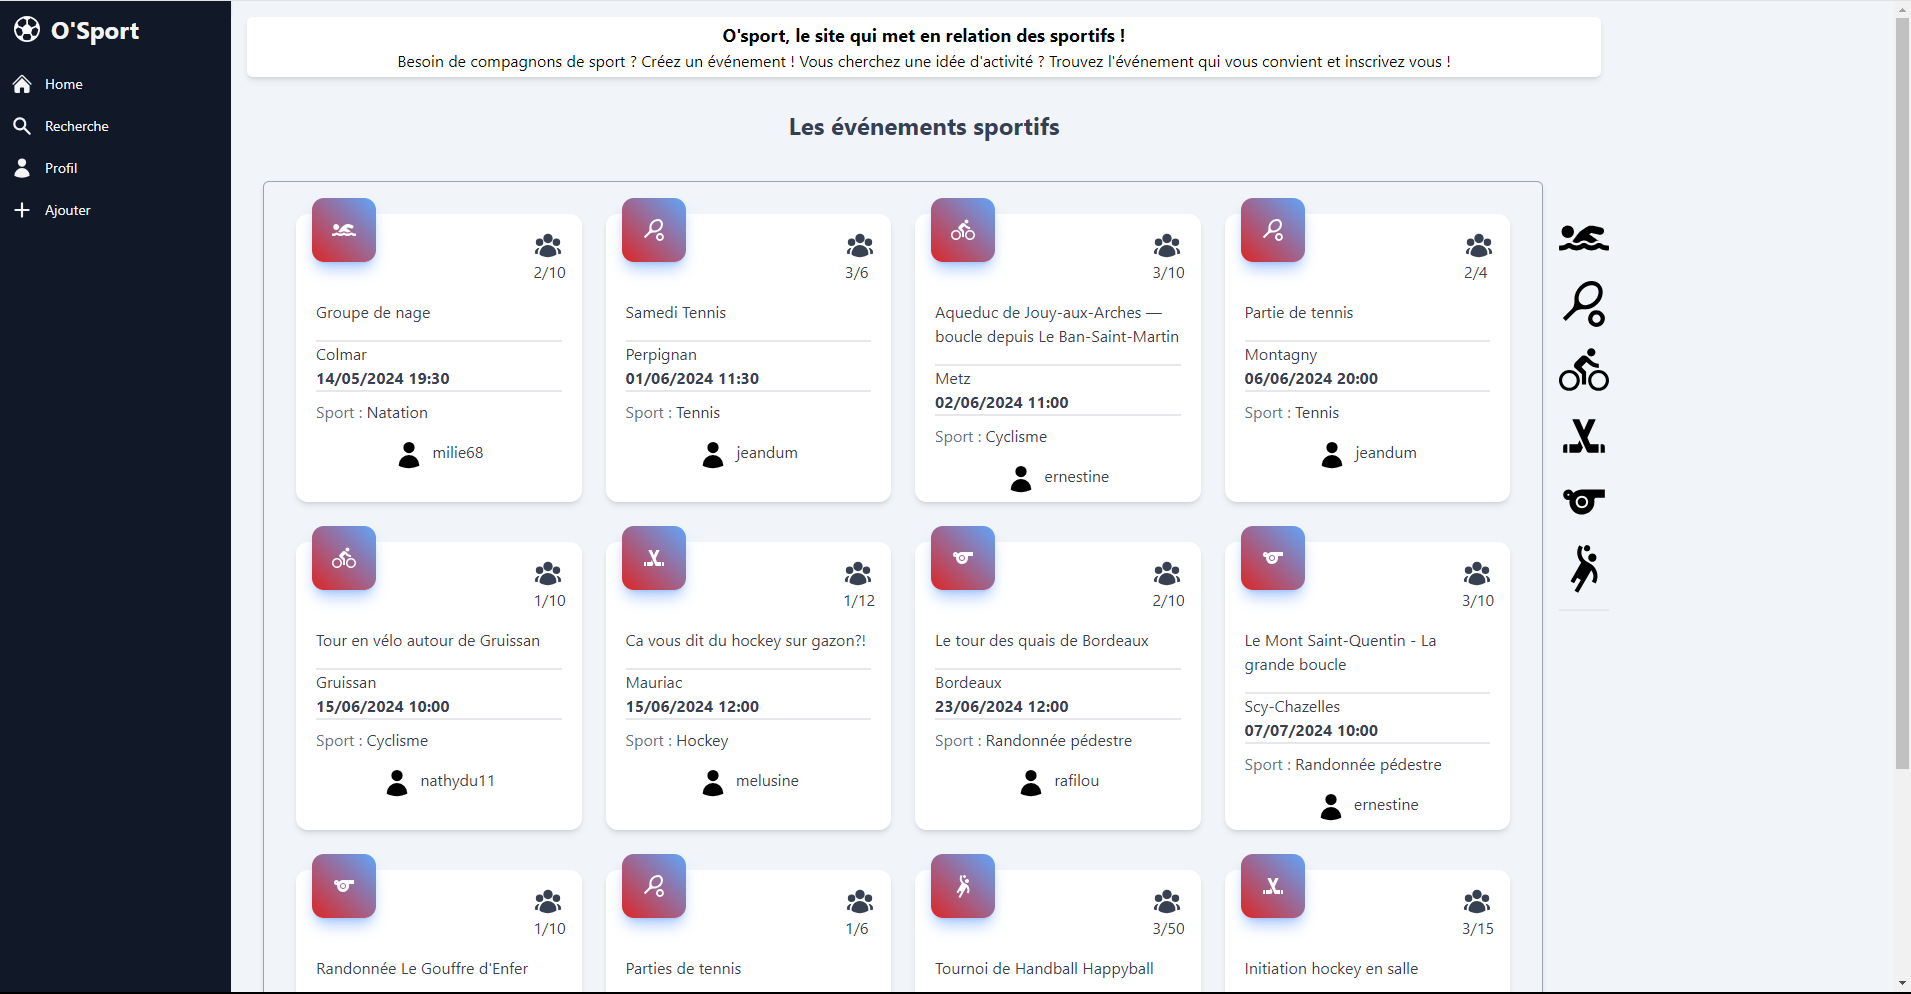 O'Sport
Home
Recherche
Profil
Ajouter
O'sport, le site qui met en relation des sportifs !
Besoin de compagnons de sport ? Créez un événement ! Vous cherchez une idée d'activité ? Trouvez l'événement qui vous convient et inscrivez vous !
Les événements sportifs
2/10
Groupe de nage
Colmar
14/05/2024 19:30
Sport : Natation
milie68
3/6
Samedi Tennis
Perpignan
01/06/2024 11:30
Sport : Tennis
jeandum
3/10
Aqueduc de Jouy-aux-Arches —
boucle depuis Le Ban-Saint-Martin
Metz
02/06/2024 11:00
Sport : Cyclisme
ernestine
2/4
Partie de tennis
Montagny
06/06/2024 20:00
Sport : Tennis
jeandum
1/10
Tour en vélo autour de Gruissan
Gruissan
15/06/2024 10:00
Sport : Cyclisme
nathydu11
1/12
Ca vous dit du hockey sur gazon?!
Mauriac
15/06/2024 12:00
Sport : Hockey
melusine
2/10
Le tour des quais de Bordeaux
Bordeaux
23/06/2024 12:00
Sport : Randonnée pédestre
rafilou
3/10
Le Mont Saint-Quentin - La
grande boucle
Scy-Chazelles
07/07/2024 10:00
Sport : Randonnée pédestre
ernestine
1/10
Randonnée Le Gouffre d'Enfer
1/6
Parties de tennis
3/50
Tournoi de Handball Happyball
3/15
Initiation hockey en salle